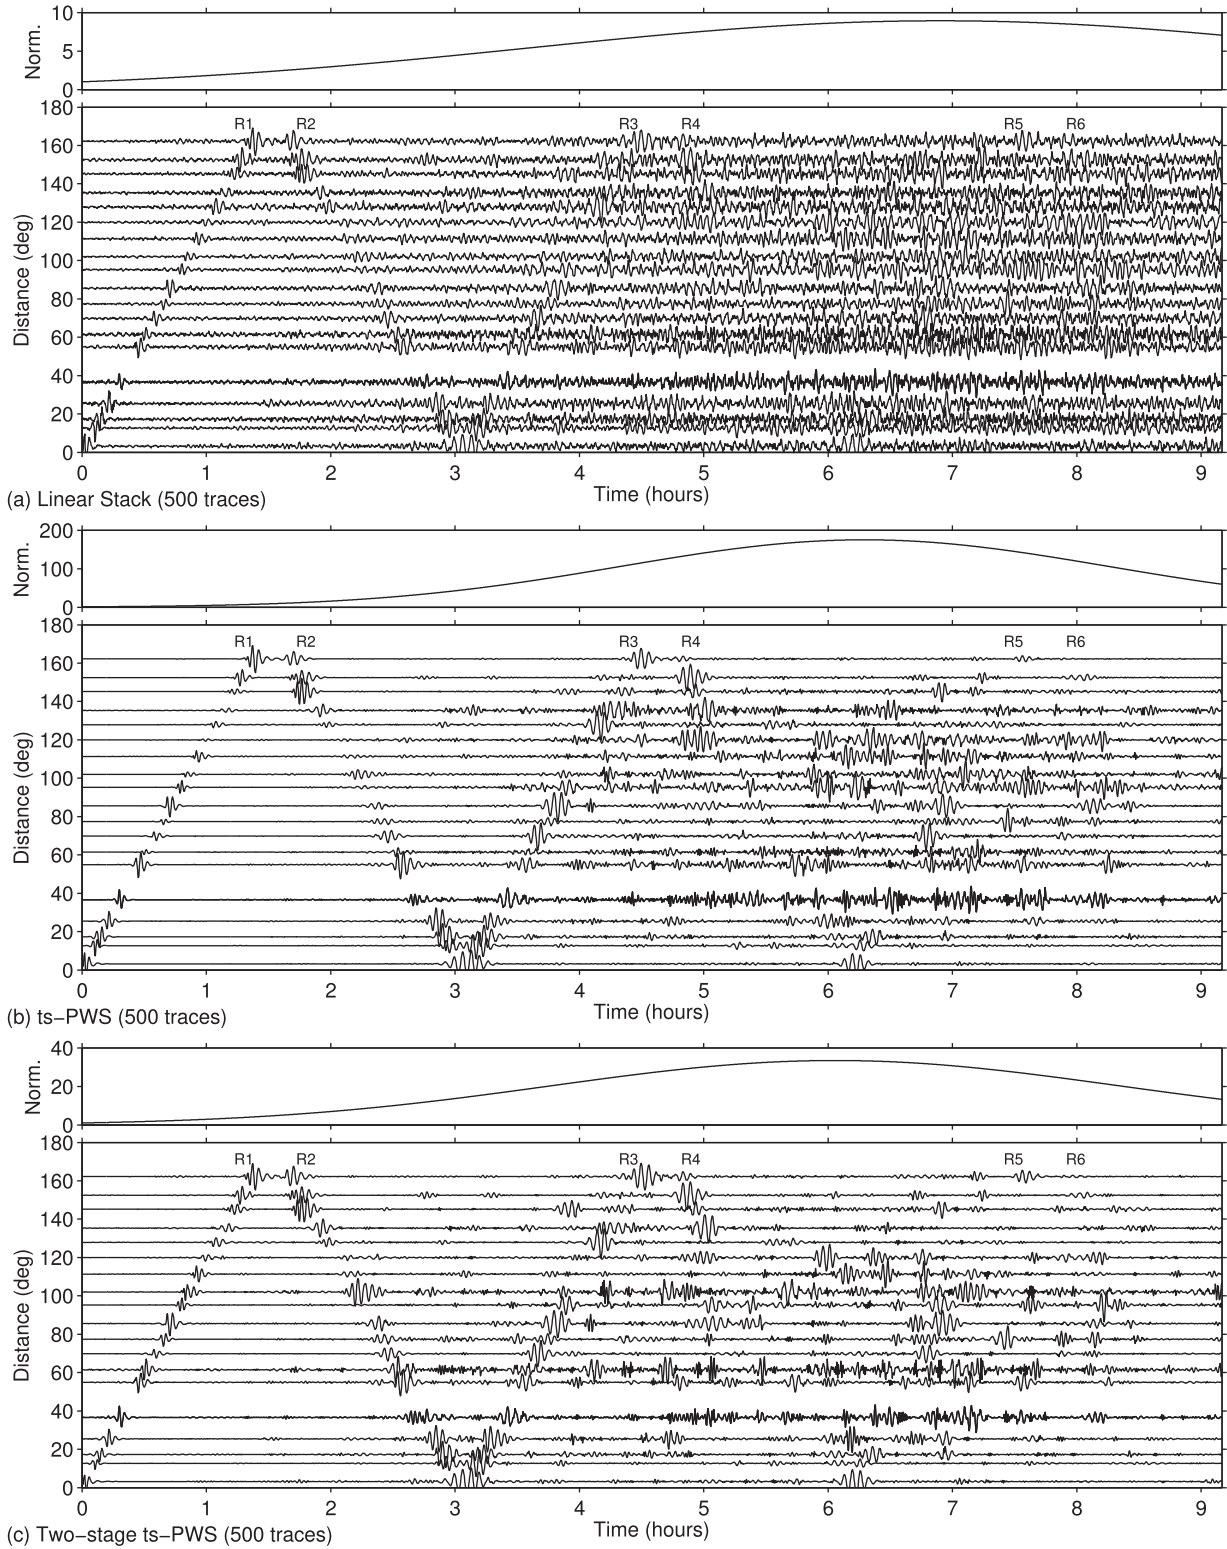 10
5
0
Norm.
180
160
140
120
100
80
60
40
20
0
Distance (deg)
R1 R2 R3 R4 R5 R6
0 1 2 3 4 5 6 7 8 9
Time (hours)
(a) Linear Stack (500 traces)
200
100
0
Norm.
180
160
140
120
100
80
60
40
20
0
Distance (deg)
R1 R2 R3 R4 R5 R6
0 1 2 3 4 5 6 7 8 9
Time (hours)
(b) ts−PWS (500 traces)
40
20
0
Norm.
180
160
140
120
100
80
60
40
20
0
Distance (deg)
R1 R2 R3 R4 R5 R6
0 1 2 3 4 5 6 7 8 9
Time (hours)
(c) Two−stage ts−PWS (500 traces)